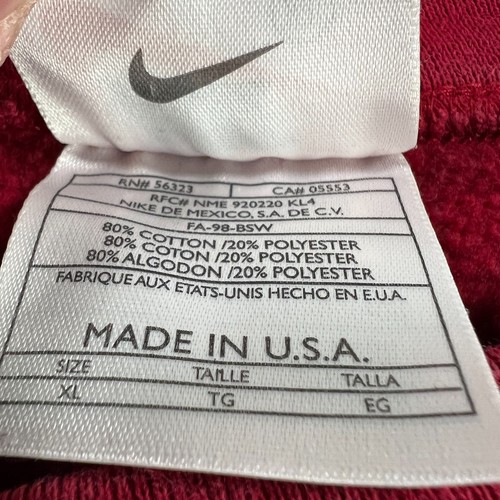 RN# 56323 CA# 05553
RFC# NME 920220 KL4
NIKE DE MEXICO, S.A. DE C.V.
FA-98-BSW
80% COTTON /20% POLYESTER
80% COTON /20% POLYESTER
80% ALGODON /20% POLYESTER
FABRIQUE AUX ETATS-UNIS HECHO EN E.U.A.
MADE IN U.S.A.
SIZE TAILLE TALLA
XL TG EG